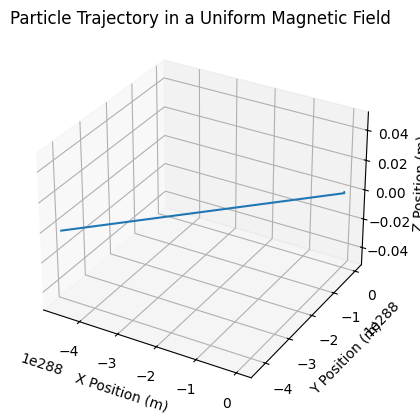 Particle Trajectory in a Uniform Magnetic Field
0.04
0.02
0.00
−0.02
−0.04
Z Position (m)
0
−1
−2
−3
−4
1e288
Y Position (m)
−4
−3
−2
−1
0
1e288
X Position (m)